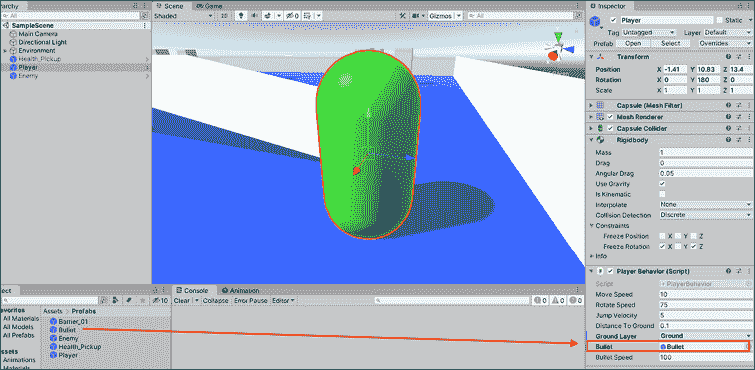 rarchy
All
SampleScene
Main Camera
Directional Light
Environment
Health_Pickup
Player
Enemy
Scene
Game
Shaded
2D
0
Gizmos
All
Inspector
Player
Static
Tag Untagged
Layer Default
Prefab Open Select Overrides
Transform
Position X -1.41 Y 10.83 Z 13.4
Rotation X 0 Y 180 Z 0
Scale X 1 Y 1 Z 1
Capsule (Mesh Filter)
Mesh Renderer
Capsule Collider
Rigidbody
Mass 1
Drag 0
Angular Drag 0.05
Use Gravity
Is Kinematic
Interpolate None
Collision Detection Discrete
Constraints
Freeze Position X Y Z
Freeze Rotation X Y Z
Info
Player Behavior (Script)
Script PlayerBehavior
Move Speed 10
Rotate Speed 75
Jump Velocity 5
Distance To Ground 0.1
Ground Layer Ground
Bullet Bullet
Bullet Speed 100
ect
10
avorites
All Materials
All Models
All Prefabs
ssets
Animations
Materials
Assets > Prefabs
Barrier_01
Bullet
Enemy
Health_Pickup
Player
Console
Animation
Clear Collapse Error Pause Editor
0 0 0